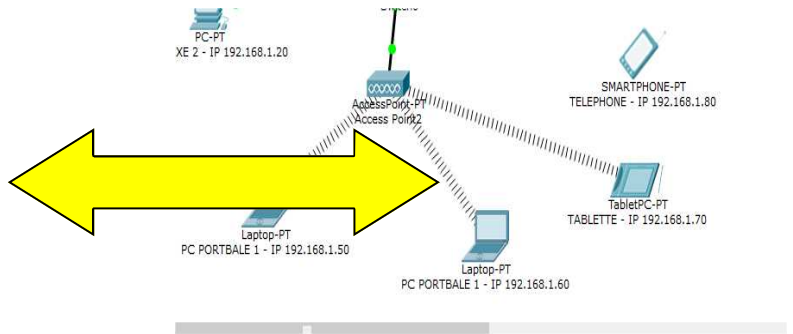 PC-PT
XE 2 - IP 192.168.1.20
SMARTPHONE-PT
TELEPHONE - IP 192.168.1.80
AccessPoint-PT
Access Point2
TabletPC-PT
TABLETTE - IP 192.168.1.70
Laptop-PT
PC PORTBALE 1 - IP 192.168.1.50
Laptop-PT
PC PORTBALE 1 - IP 192.168.1.60